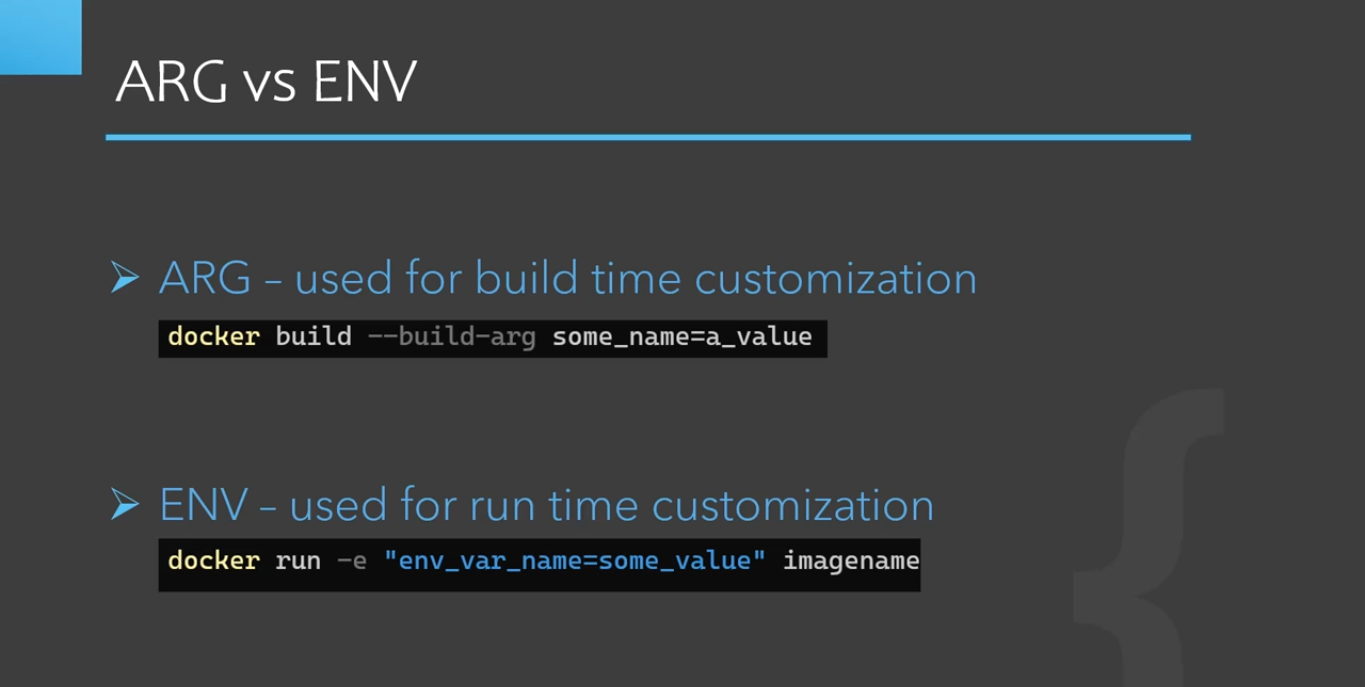 ARG vs ENV
ARG – used for build time customization
docker build --build-arg some_name=a_value
ENV – used for run time customization
docker run -e "env_var_name=some_value" imagename
{